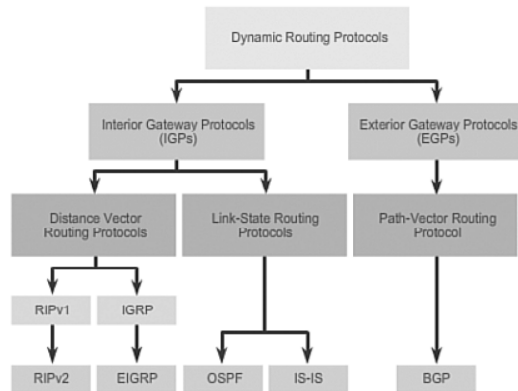 Dynamic Routing Protocols
Interior Gateway Protocols
(IGPs)
Exterior Gateway Protocols
(EGPs)
Distance Vector
Routing Protocols
Link-State Routing
Protocols
Path-Vector Routing
Protocol
RIPv1
IGRP
RIPv2
EIGRP
OSPF
IS-IS
BGP